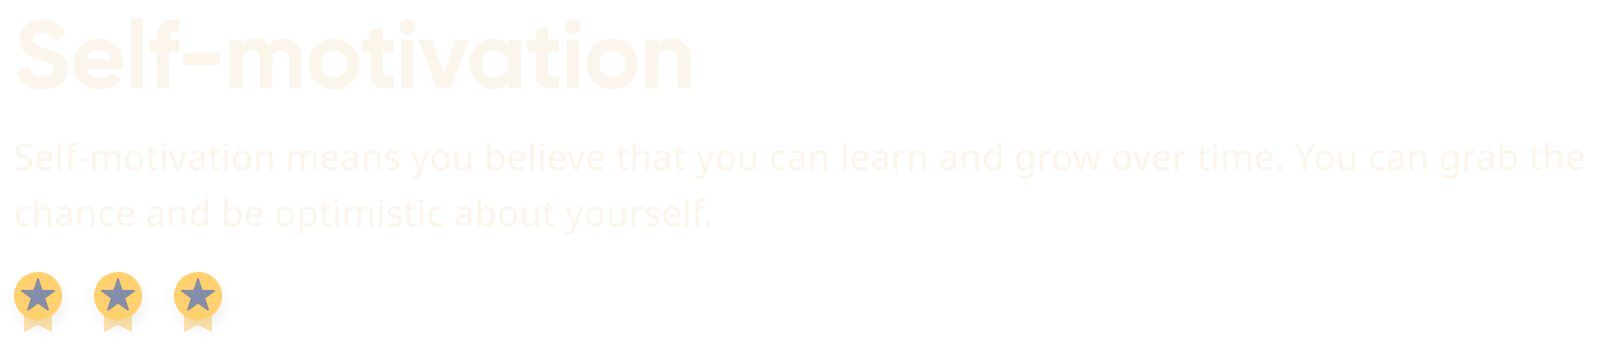 Self-motivation
Self-motivation means you believe that you can learn and grow over time. You can grab the
chance and be optimistic about yourself.